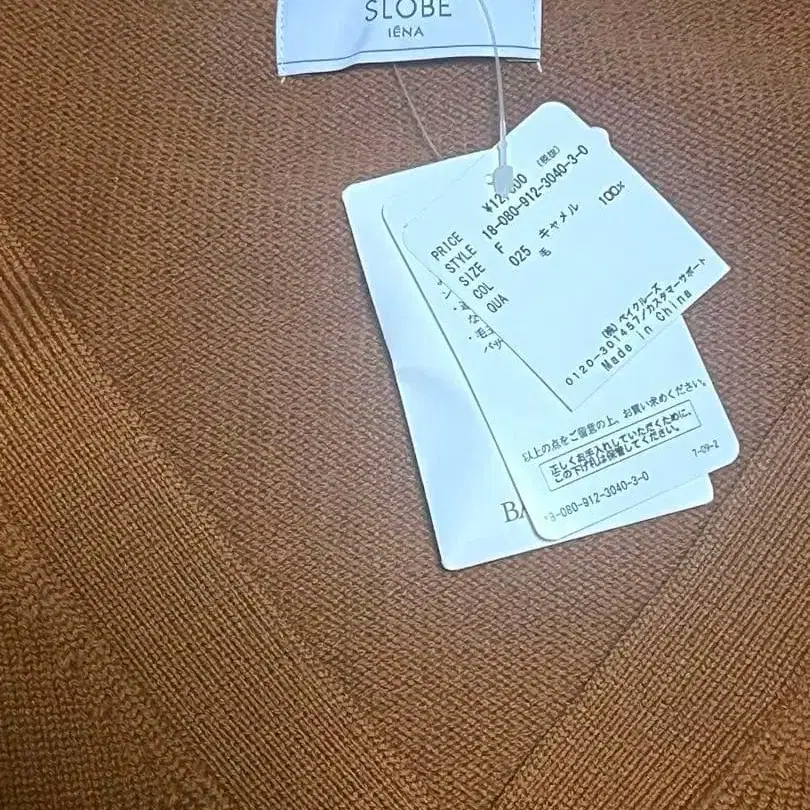 SLOBE
IÉNA
PRICE (税抜)
STYLE 18-080-912-3040-3-0
SIZE F
COL 025 キャメル
QUA 毛 100%
(株)ベイクルーズ
0120-301457/カスタマーサポート
Made in China
以上の点をご留意の上、お買い求めください。
正しくお手入れしていただくために、
この下げ札は保管してください。
7-09-2
8-080-912-3040-3-0